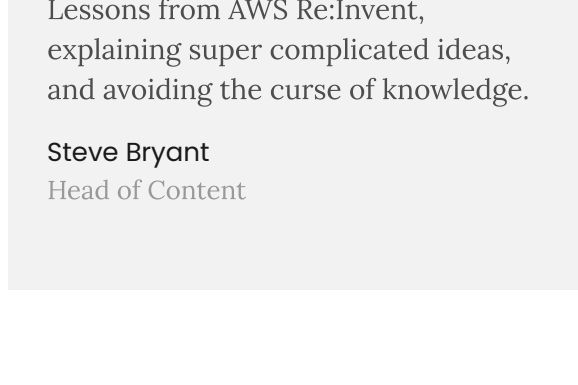 Lessons from AWS Re:Invent,
explaining super complicated ideas,
and avoiding the curse of knowledge.
Steve Bryant
Head of Content